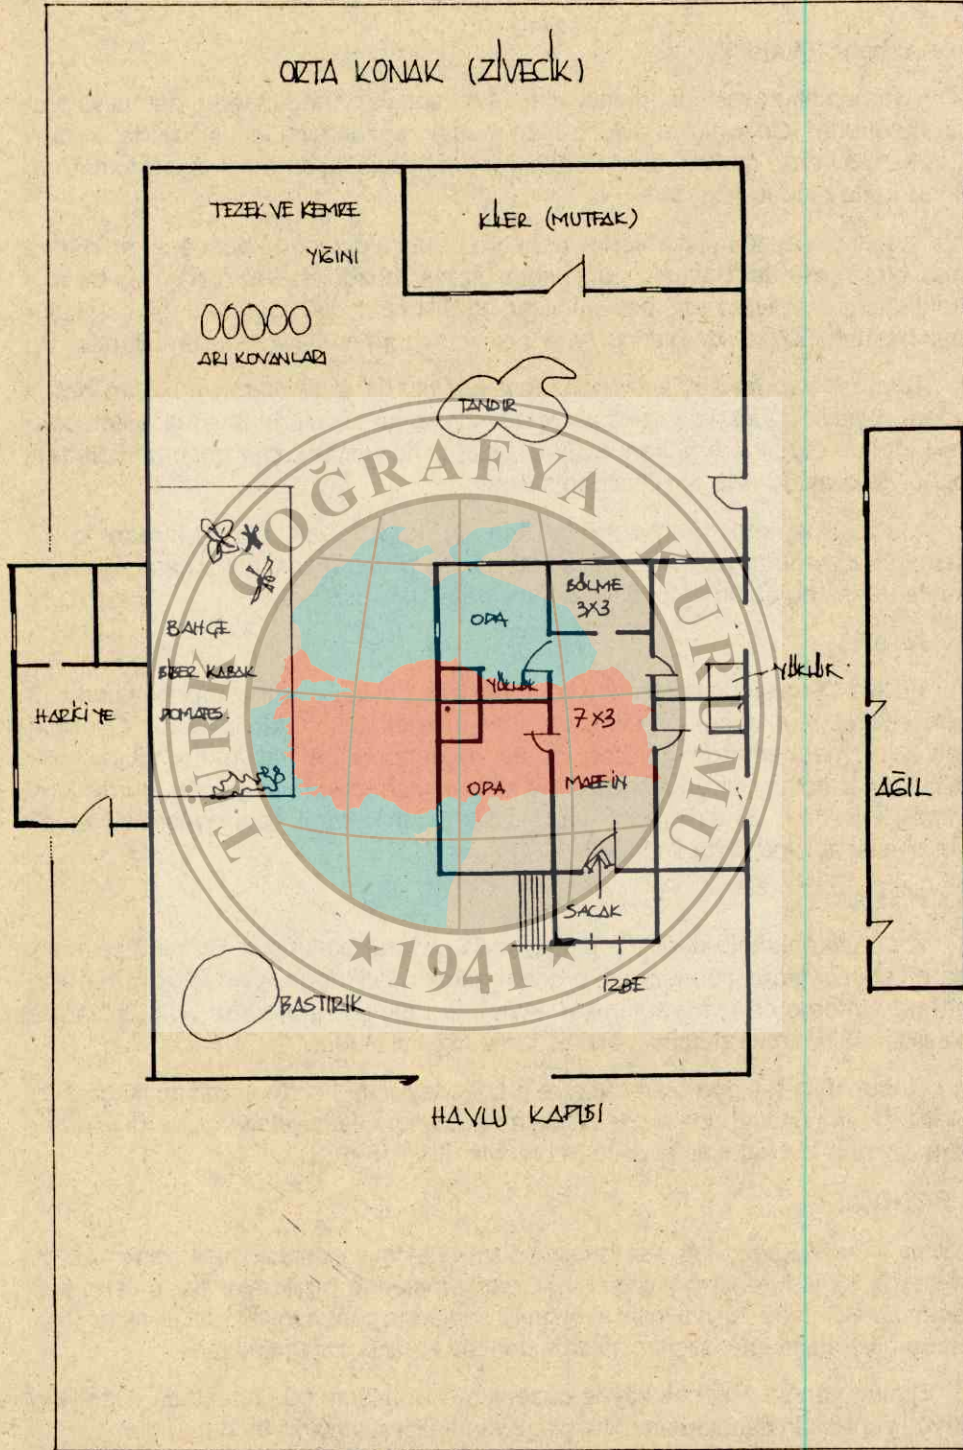 ORTA KONAK (ZİVECİK)
TEZEK VE KEMRE
YIĞINI
KİLER (MUTFAK)
ARI KOVANLARI
TANDIR
BAHÇE
BİBER KABAK
DOMATES.
HARKİYE
ODA
BÖLME
3X3
YÜKLÜK
YÜKLÜK
7X3
ODA
MABEİN
AĞIL
SAÇAK
İZBE
BASTIRIK
HAVLU KAPISI
TÜRK COĞRAFYA KURUMU
★ 1941 ★